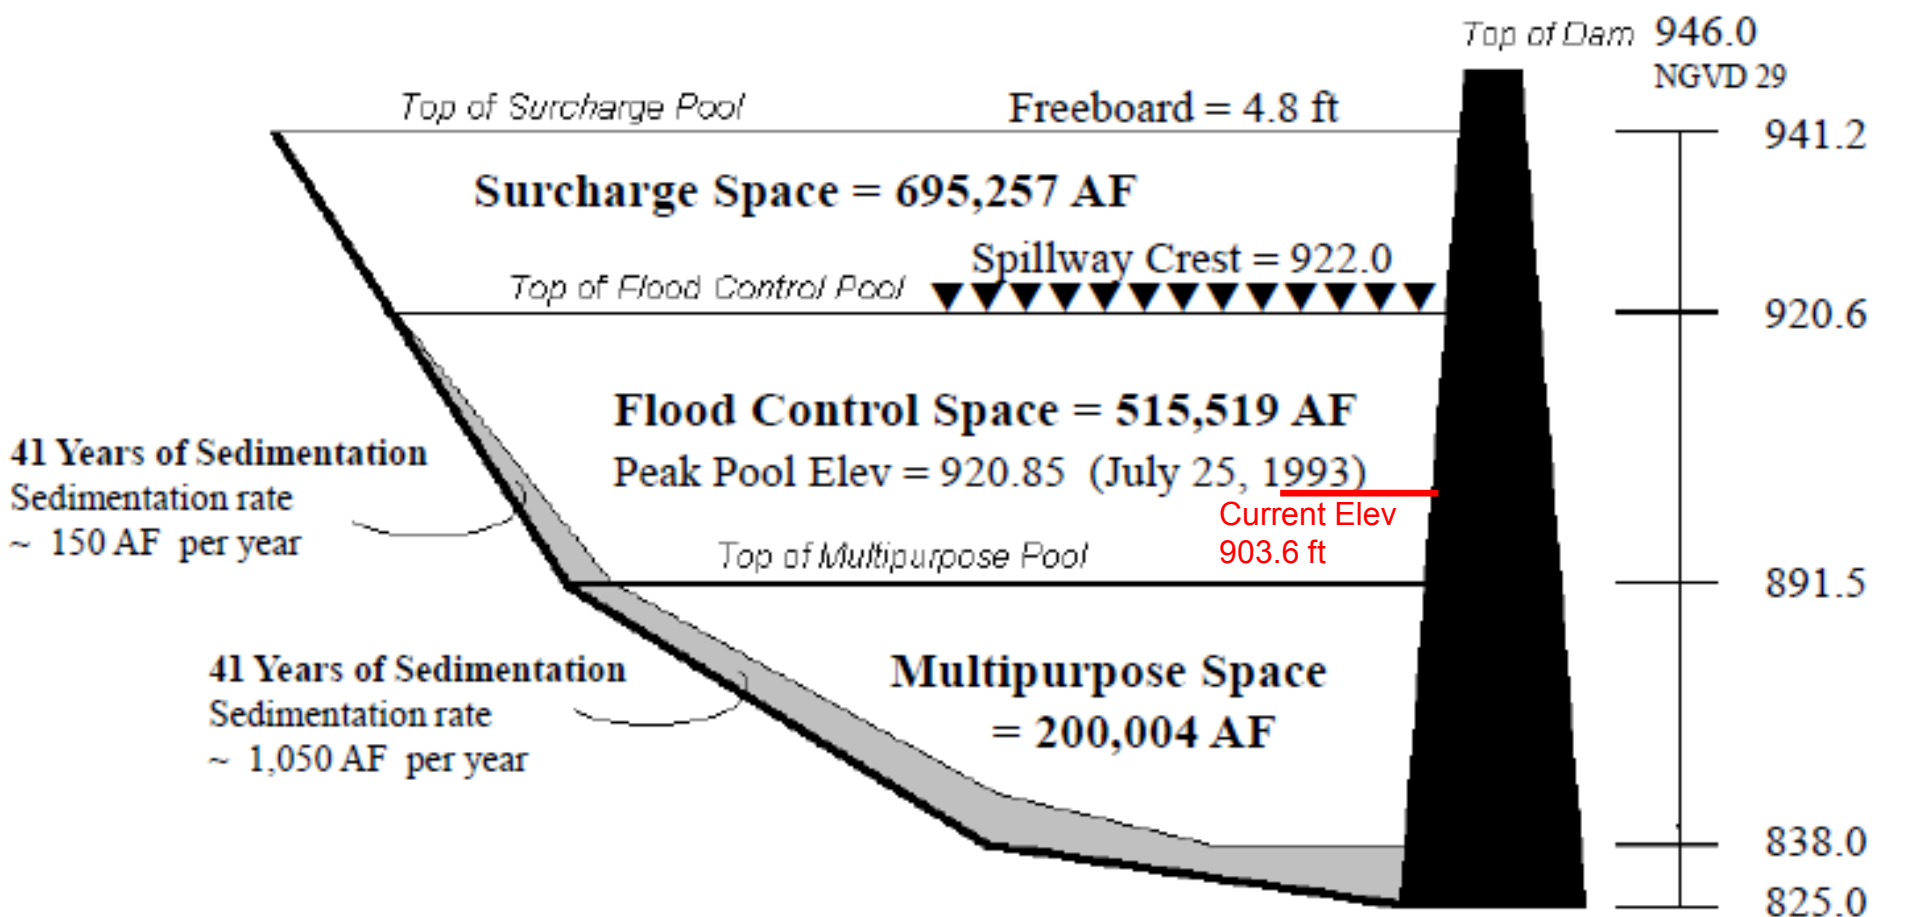 Top of Dam 946.0
NGVD 29
Top of Surcharge Pool
Freeboard = 4.8 ft
941.2
Surcharge Space = 695,257 AF
Spillway Crest = 922.0
Top of Flood Control Pool
920.6
Flood Control Space = 515,519 AF
Peak Pool Elev = 920.85 (July 25, 1993)
41 Years of Sedimentation
Sedimentation rate
~ 150 AF per year
Current Elev
903.6 ft
Top of Multipurpose Pool
891.5
41 Years of Sedimentation
Sedimentation rate
~ 1,050 AF per year
Multipurpose Space
= 200,004 AF
838.0
825.0